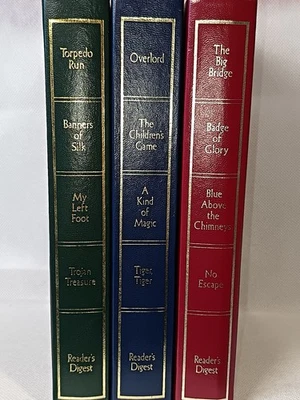 Torpedo
Run
Banners
of
Silk
My
Left
Foot
Trojan
Treasure
Reader's
Digest
Overlord
The
Children's
Game
A
Kind
of
Magic
Tiger,
Tiger
Reader's
Digest
The
Big
Bridge
Badge
of
Glory
Blue
Above
the
Chimneys
No
Escape
Reader's
Digest